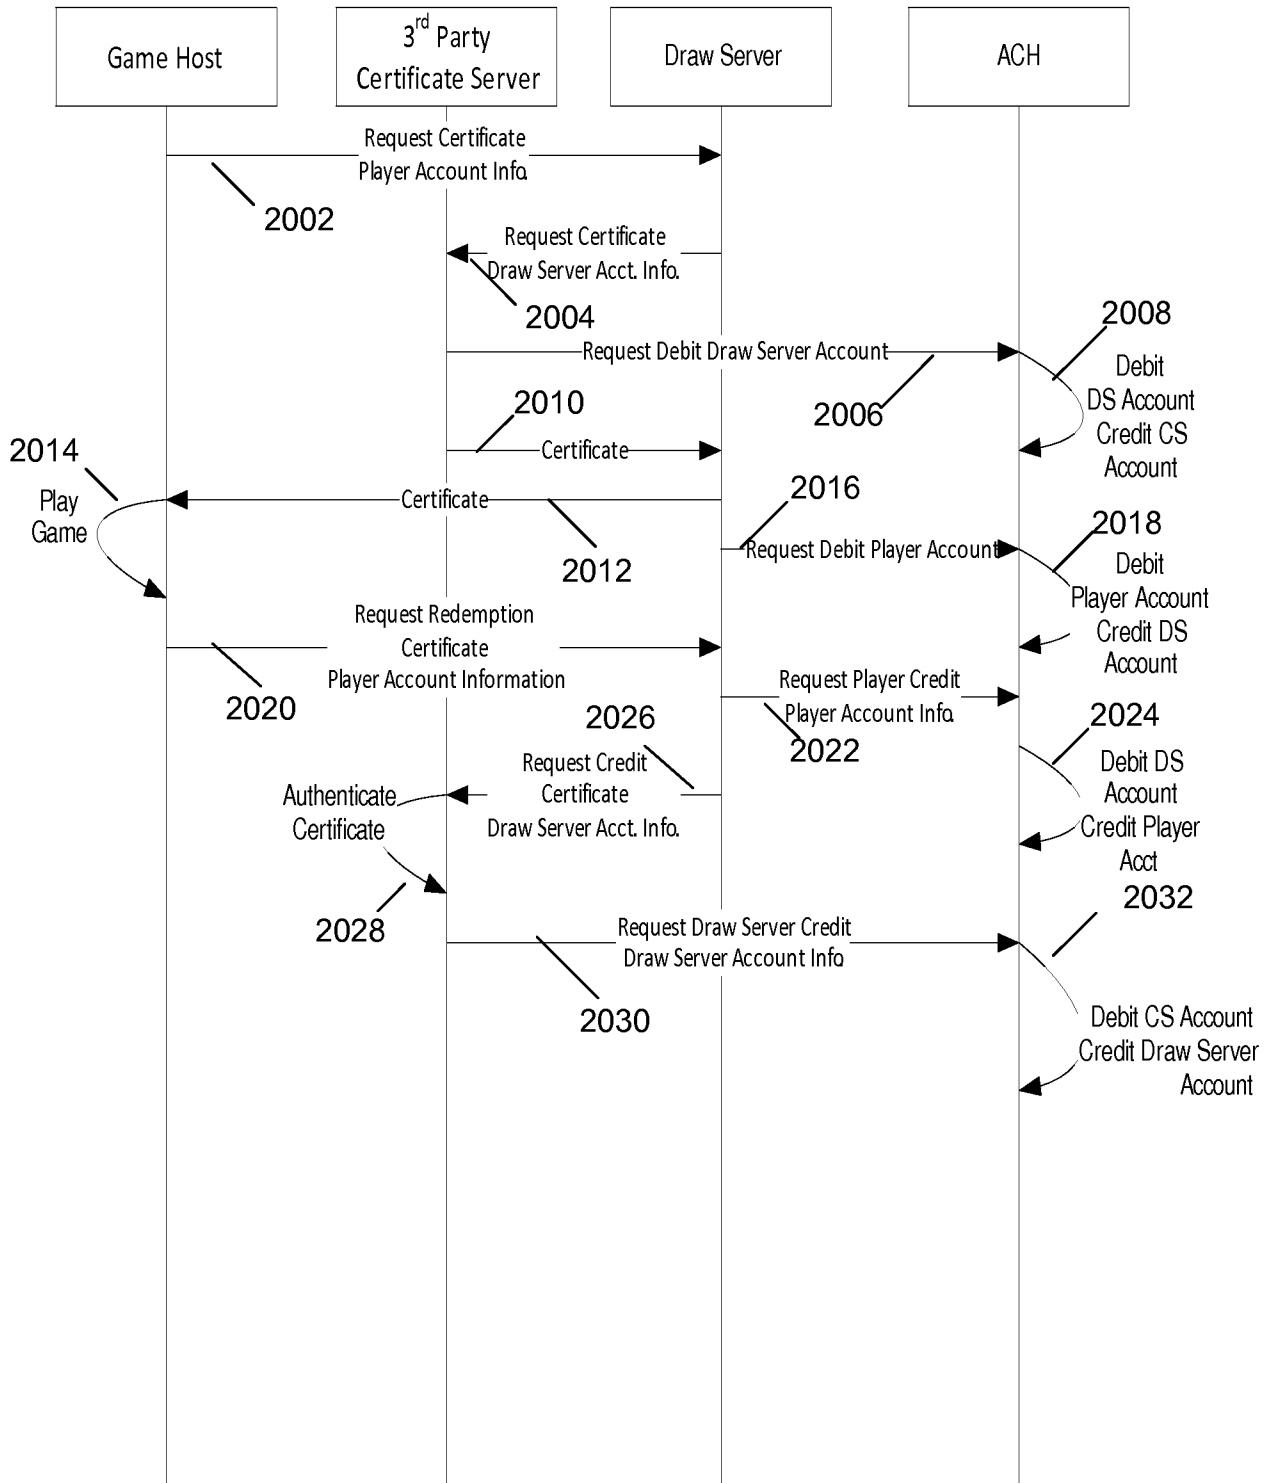 Game Host
3rd Party
Certificate Server
Draw Server
ACH
Request Certificate
Player Account Info.
2002
Request Certificate
Draw Server Acct. Info.
2004
Request Debit Draw Server Account
2006
2008
Debit
DS Account
Credit CS
Account
2010
Certificate
2014
Play
Game
Certificate
2012
2016
Request Debit Player Account
2018
Debit
Player Account
Credit DS
Account
Request Redemption
Certificate
Player Account Information
2020
Request Player Credit
Player Account Info.
2022
2024
Debit DS
Account
Credit Player
Acct
2026
Request Credit
Certificate
Draw Server Acct. Info.
Authenticate
Certificate
2028
Request Draw Server Credit
Draw Server Account Info.
2030
2032
Debit CS Account
Credit Draw Server
Account